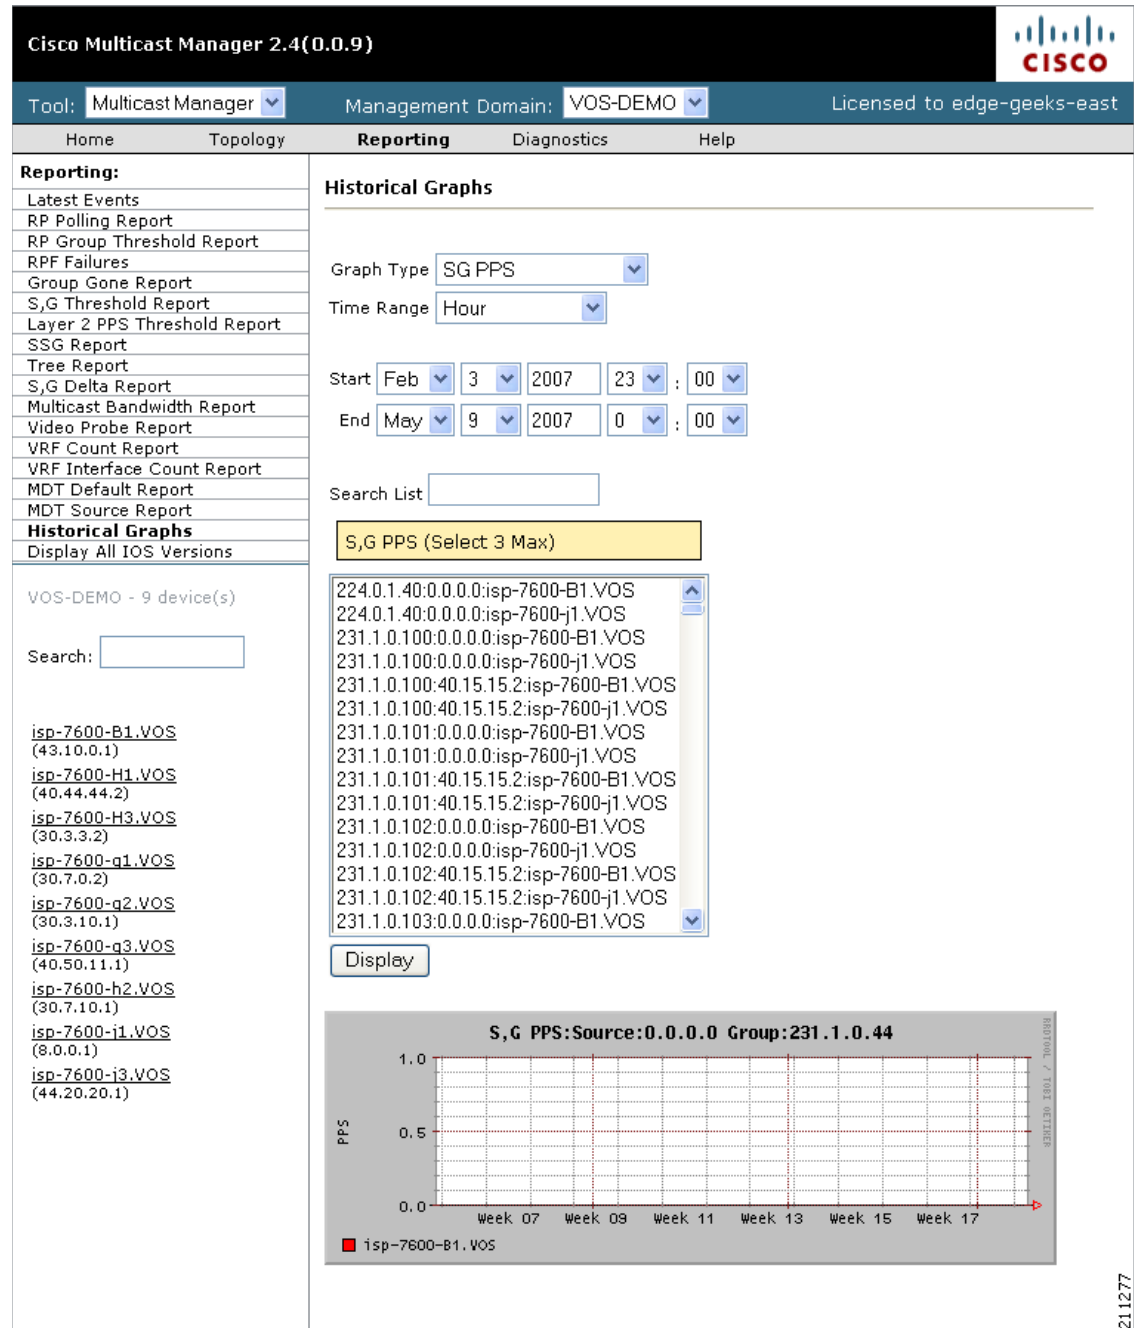 Cisco Multicast Manager 2.4(0.0.9)
CISCO
Tool: Multicast Manager Management Domain: VOS-DEMO Licensed to edge-geeks-east
Home Topology Reporting Diagnostics Help
Reporting:
Latest Events
RP Polling Report
RP Group Threshold Report
RPF Failures
Group Gone Report
S,G Threshold Report
Layer 2 PPS Threshold Report
SSG Report
Tree Report
S,G Delta Report
Multicast Bandwidth Report
Video Probe Report
VRF Count Report
VRF Interface Count Report
MDT Default Report
MDT Source Report
Historical Graphs
Display All IOS Versions
VOS-DEMO - 9 device(s)
Search:
isp-7600-B1.VOS
(43.10.0.1)
isp-7600-H1.VOS
(40.44.44.2)
isp-7600-H3.VOS
(30.3.3.2)
isp-7600-g1.VOS
(30.7.0.2)
isp-7600-g2.VOS
(30.3.10.1)
isp-7600-g3.VOS
(40.50.11.1)
isp-7600-h2.VOS
(30.7.10.1)
isp-7600-j1.VOS
(8.0.0.1)
isp-7600-j3.VOS
(44.20.20.1)
Historical Graphs
Graph Type SG PPS
Time Range Hour
Start Feb 3 2007 23 : 00
End May 9 2007 0 : 00
Search List
S,G PPS (Select 3 Max)
224.0.1.40:0.0.0.0:isp-7600-B1.VOS
224.0.1.40:0.0.0.0:isp-7600-j1.VOS
231.1.0.100:0.0.0.0:isp-7600-B1.VOS
231.1.0.100:0.0.0.0:isp-7600-j1.VOS
231.1.0.100:40.15.15.2:isp-7600-B1.VOS
231.1.0.100:40.15.15.2:isp-7600-j1.VOS
231.1.0.101:0.0.0.0:isp-7600-B1.VOS
231.1.0.101:0.0.0.0:isp-7600-j1.VOS
231.1.0.101:40.15.15.2:isp-7600-B1.VOS
231.1.0.101:40.15.15.2:isp-7600-j1.VOS
231.1.0.102:0.0.0.0:isp-7600-B1.VOS
231.1.0.102:0.0.0.0:isp-7600-j1.VOS
231.1.0.102:40.15.15.2:isp-7600-B1.VOS
231.1.0.102:40.15.15.2:isp-7600-j1.VOS
231.1.0.103:0.0.0.0:isp-7600-B1.VOS
Display
S,G PPS:Source:0.0.0.0 Group:231.1.0.44
RRDTOOL / TOBI OETIKER
PPS
1.0
0.5
0.0
Week 07 Week 09 Week 11 Week 13 Week 15 Week 17
isp-7600-B1.VOS
211277